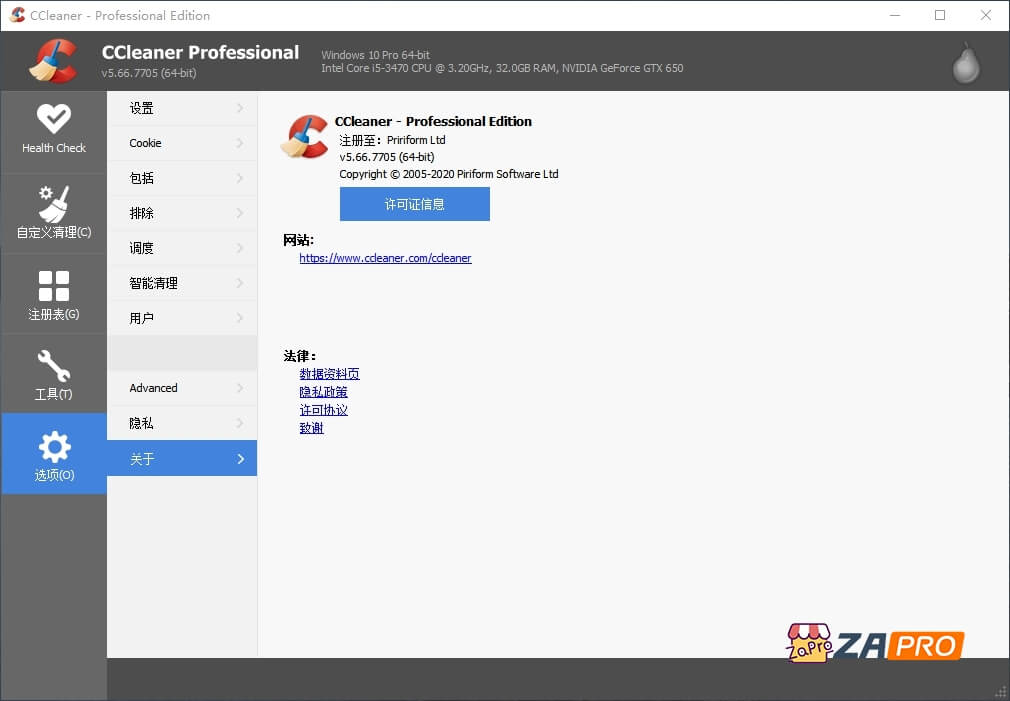 CCleaner - Professional Edition
CCleaner Professional
v5.66.7705 (64-bit)
Windows 10 Pro 64-bit
Intel Core i5-3470 CPU @ 3.20GHz, 32.0GB RAM, NVIDIA GeForce GTX 650
Health Check
自定义清理(C)
注册表(G)
工具(T)
选项(O)
设置
Cookie
包括
排除
调度
智能清理
用户
Advanced
隐私
关于
CCleaner - Professional Edition
注册至: Pririform Ltd
v5.66.7705 (64-bit)
Copyright © 2005-2020 Piriform Software Ltd
许可证信息
网站:
https://www.ccleaner.com/ccleaner
法律:
数据资料页
隐私政策
许可协议
致谢
ZaPro
ZAPRO